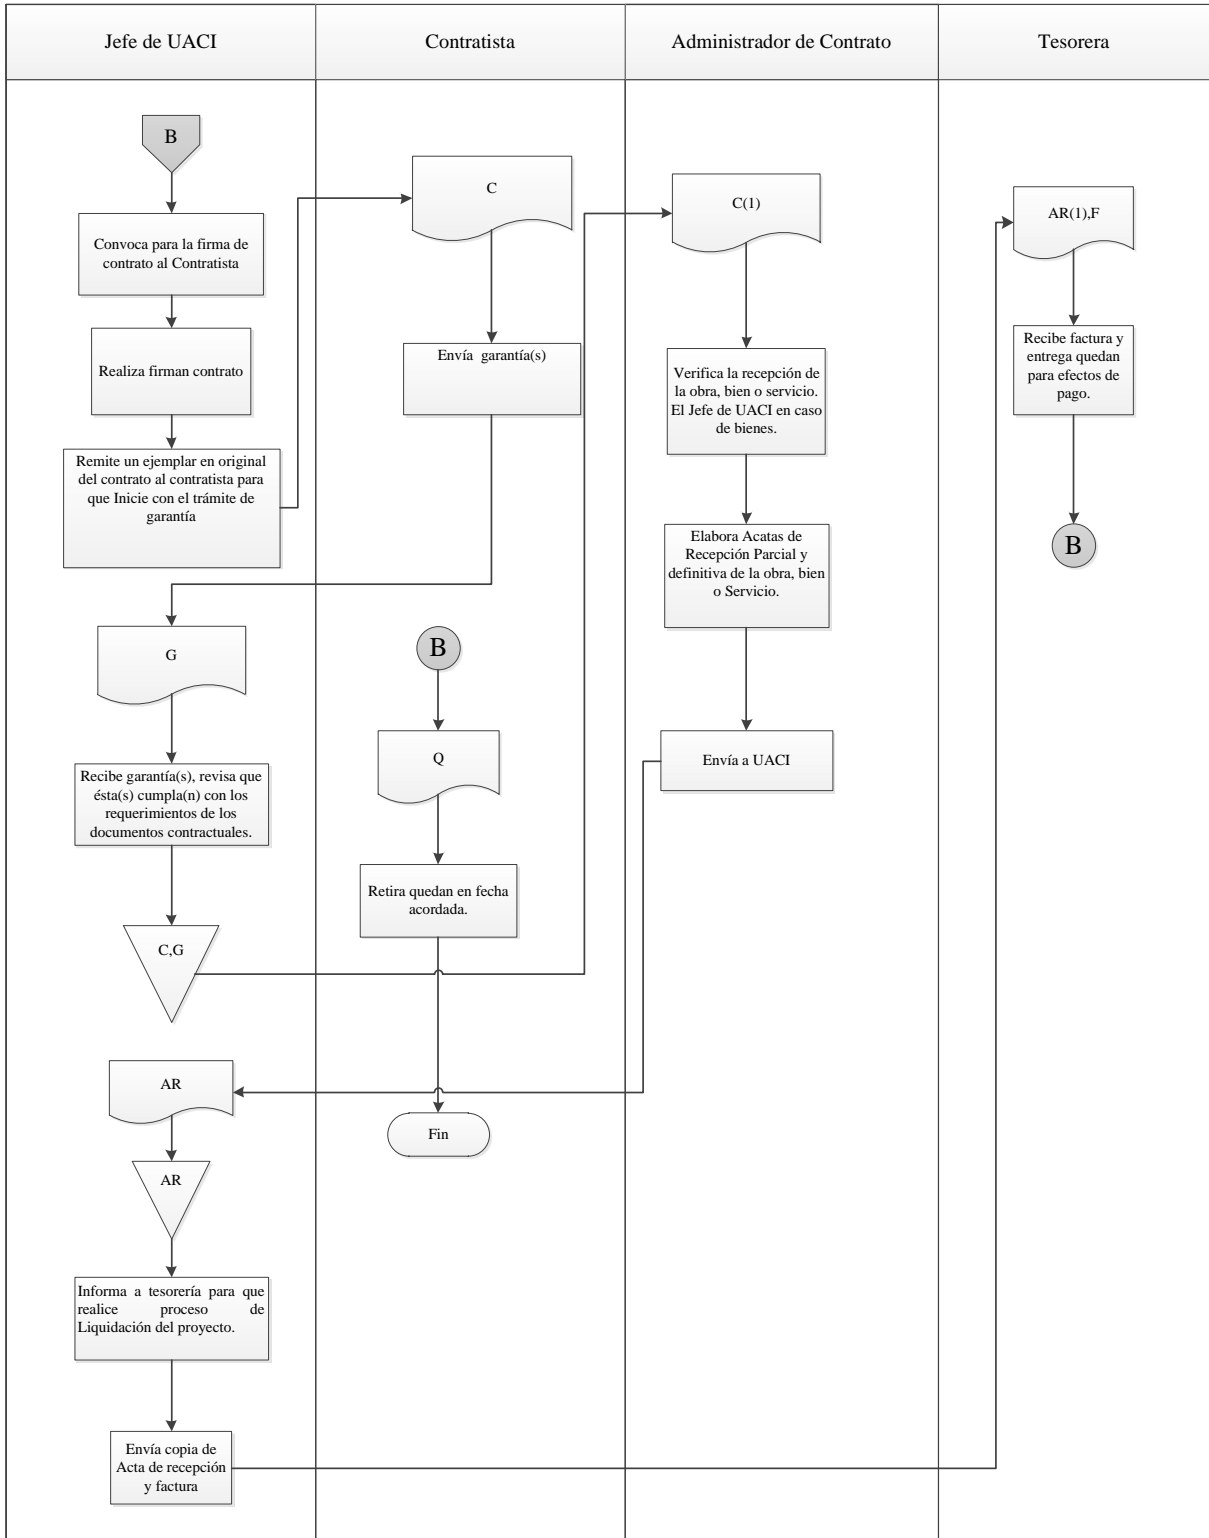 Jefe de UACI
Contratista
Administrador de Contrato
Tesorera
B
Convoca para la firma de
contrato al Contratista
Realiza firman contrato
Remite un ejemplar en original
del contrato al contratista para
que Inicie con el trámite de
garantía
G
Recibe garantía(s), revisa que
ésta(s) cumpla(n) con los
requerimientos de los
documentos contractuales.
C,G
AR
AR
Informa a tesorería para que
realice proceso de
Liquidación del proyecto.
Envía copia de
Acta de recepción
y factura
C
Envía garantía(s)
B
Q
Retira quedan en fecha
acordada.
Fin
C(1)
Verifica la recepción de
la obra, bien o servicio.
El Jefe de UACI en caso
de bienes.
Elabora Acatas de
Recepción Parcial y
definitiva de la obra, bien
o Servicio.
Envía a UACI
AR(1),F
Recibe factura y
entrega quedan
para efectos de
pago.
B